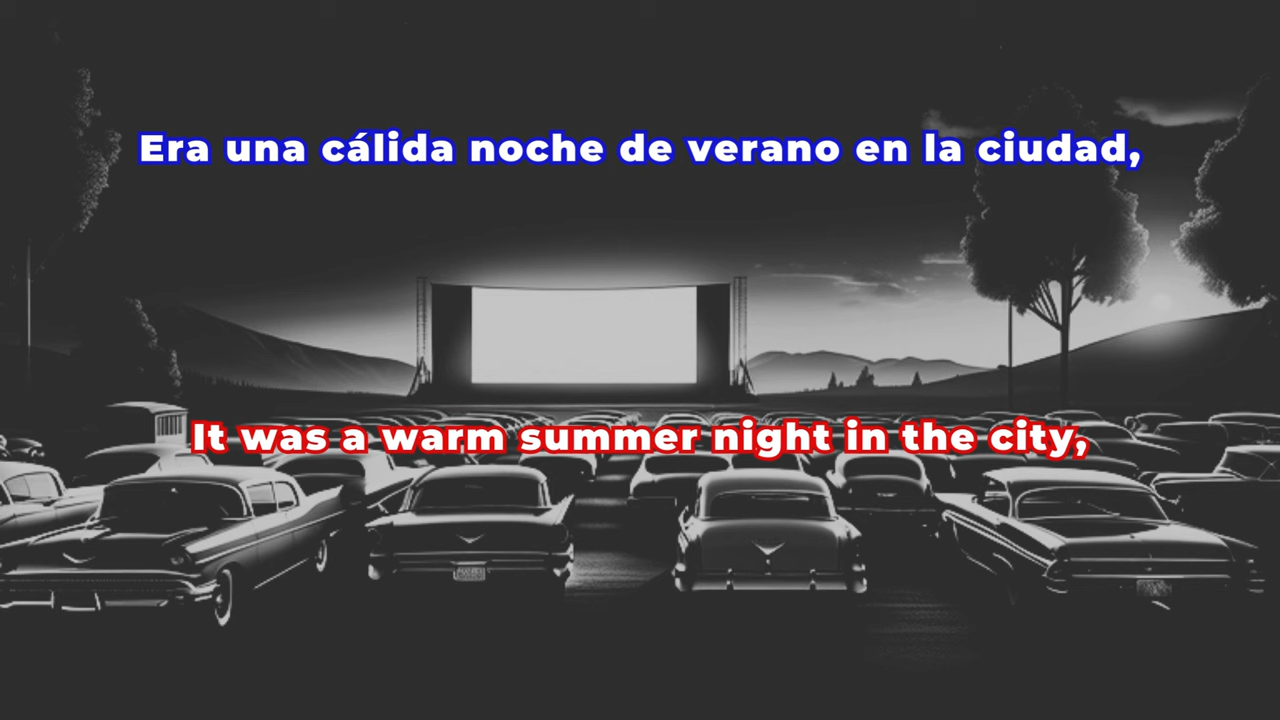 Era una cálida noche de verano en la ciudad,
It was a warm summer night in the city,